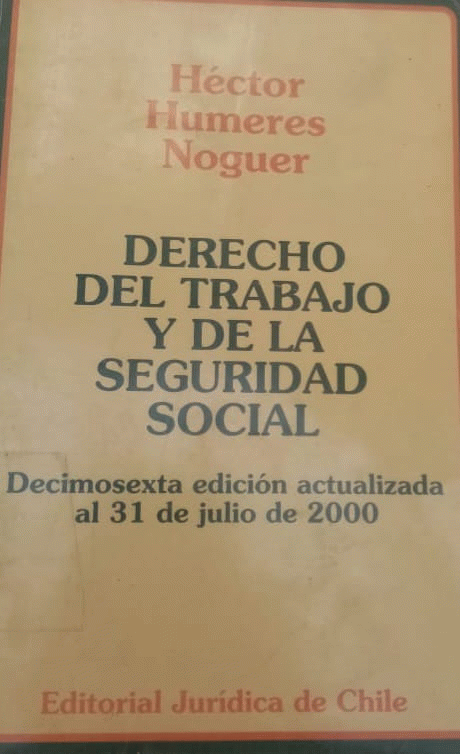 Héctor
Humeres
Noguer
DERECHO
DEL TRABAJO
Y DE LA
SEGURIDAD
SOCIAL
Decimosexta edición actualizada
al 31 de julio de 2000
Editorial Jurídica de Chile